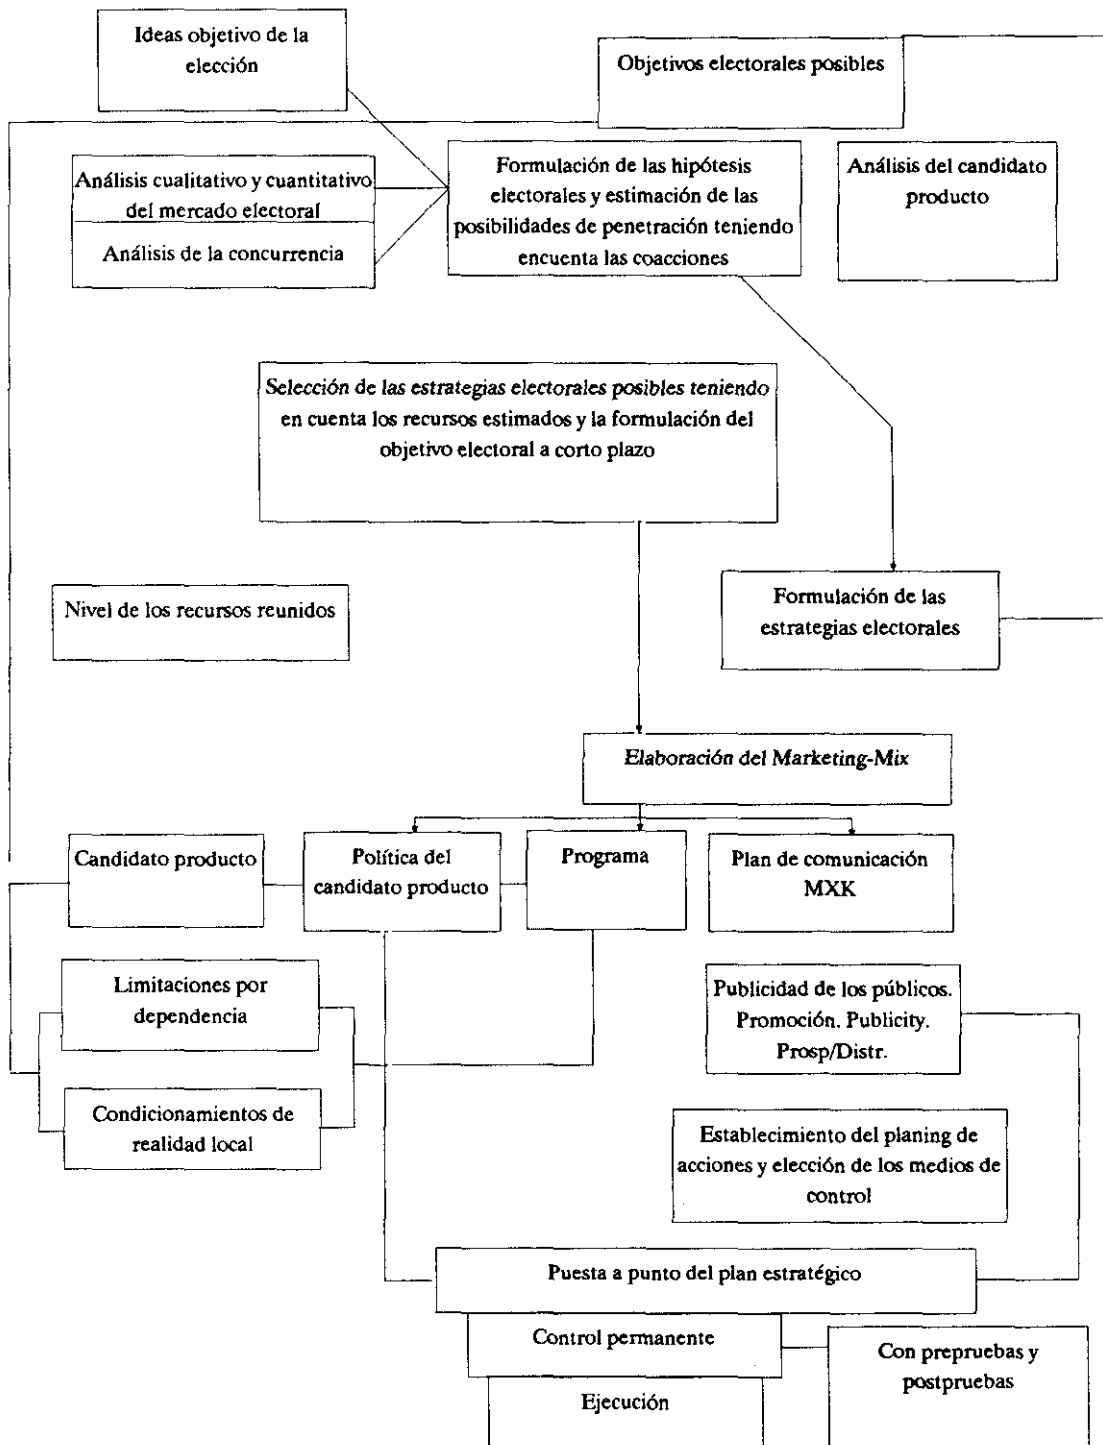 Ideas objetivo de la
elección
Objetivos electorales posibles
Análisis cualitativo y cuantitativo
del mercado electoral
Análisis de la concurrencia
Formulación de las hipótesis
electorales y estimación de las
posibilidades de penetración teniendo
encuenta las coacciones
Análisis del candidato
producto
Selección de las estrategias electorales posibles teniendo
en cuenta los recursos estimados y la formulación del
objetivo electoral a corto plazo
Nivel de los recursos reunidos
Formulación de las
estrategias electorales
Elaboración del Marketing-Mix
Candidato producto
Política del
candidato producto
Programa
Plan de comunicación
MXK
Limitaciones por
dependencia
Publicidad de los públicos.
Promoción. Publicity.
Prosp/Distr.
Condicionamientos de
realidad local
Establecimiento del planing de
acciones y elección de los medios de
control
Puesta a punto del plan estratégico
Control permanente
Con prepruebas y
postpruebas
Ejecución